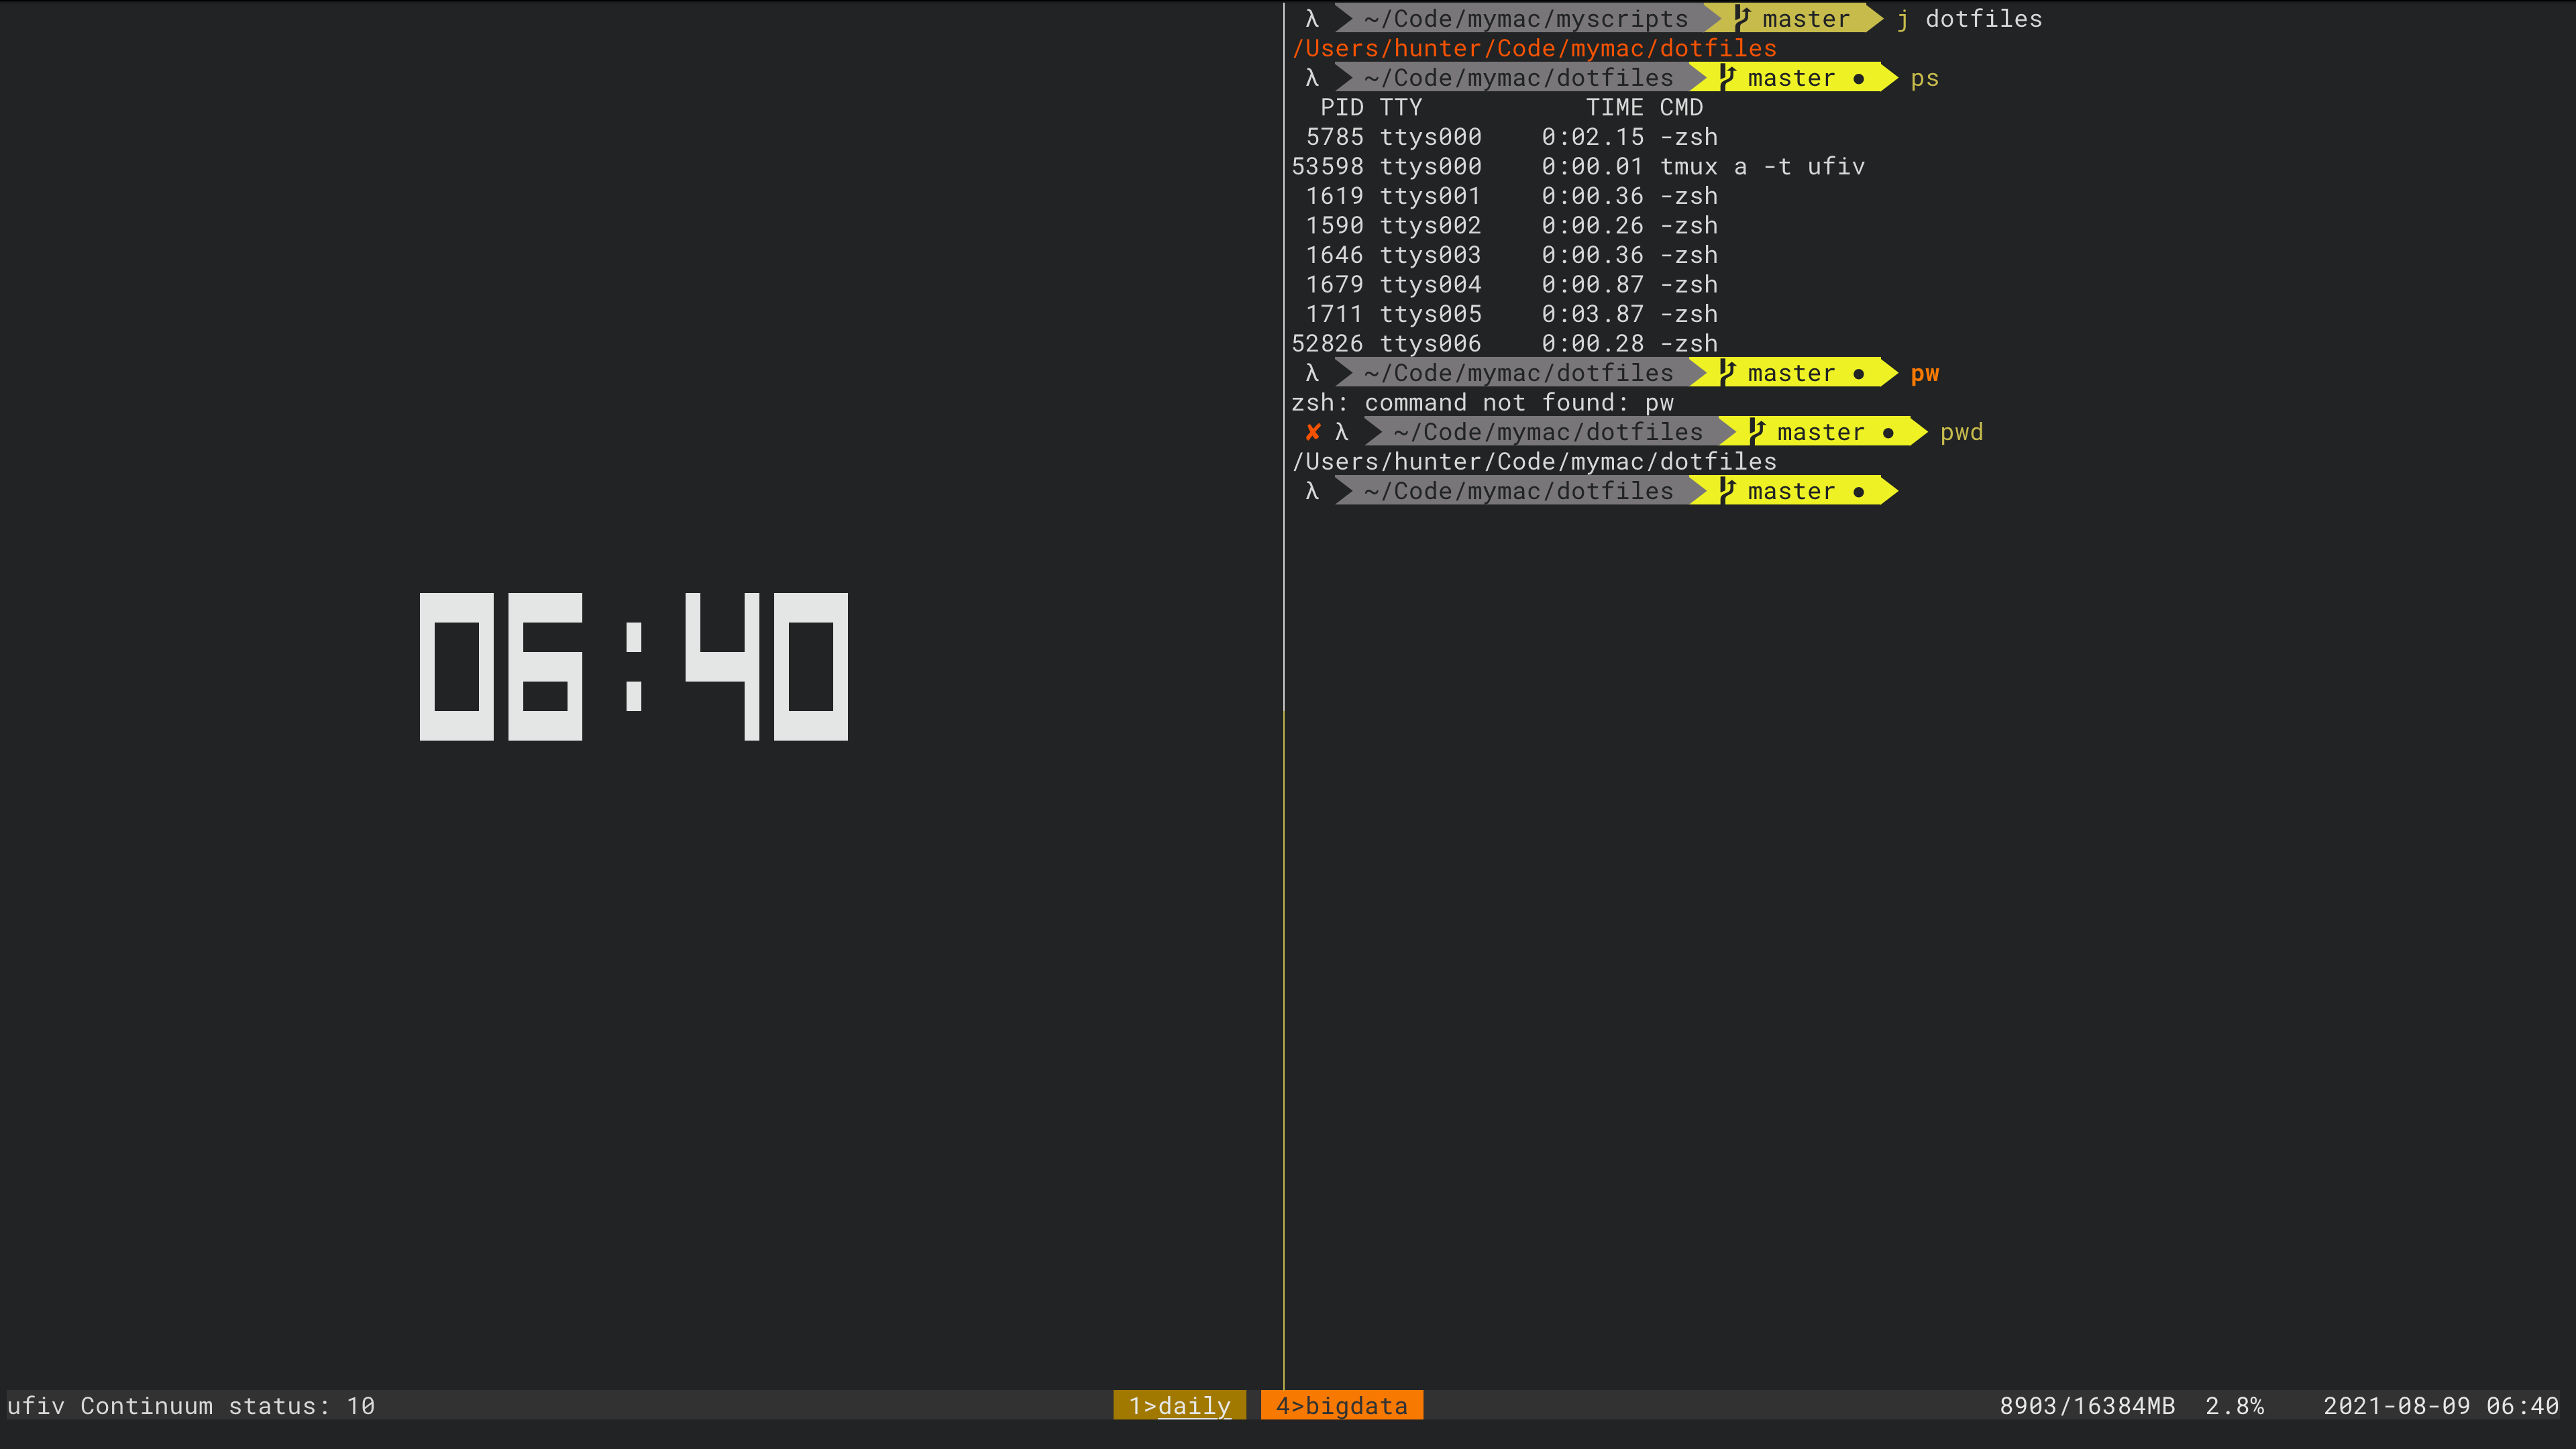 06:40
λ ~/Code/mymac/myscripts master j dotfiles
/Users/hunter/Code/mymac/dotfiles
λ ~/Code/mymac/dotfiles master ● ps
PID TTY TIME CMD
5785 ttys000 0:02.15 -zsh
53598 ttys000 0:00.01 tmux a -t ufiv
1619 ttys001 0:00.36 -zsh
1590 ttys002 0:00.26 -zsh
1646 ttys003 0:00.36 -zsh
1679 ttys004 0:00.87 -zsh
1711 ttys005 0:03.87 -zsh
52826 ttys006 0:00.28 -zsh
λ ~/Code/mymac/dotfiles master ● pw
zsh: command not found: pw
✘ λ ~/Code/mymac/dotfiles master ● pwd
/Users/hunter/Code/mymac/dotfiles
λ ~/Code/mymac/dotfiles master ●
ufiv Continuum status: 10 1>daily 4>bigdata 8903/16384MB 2.8% 2021-08-09 06:40